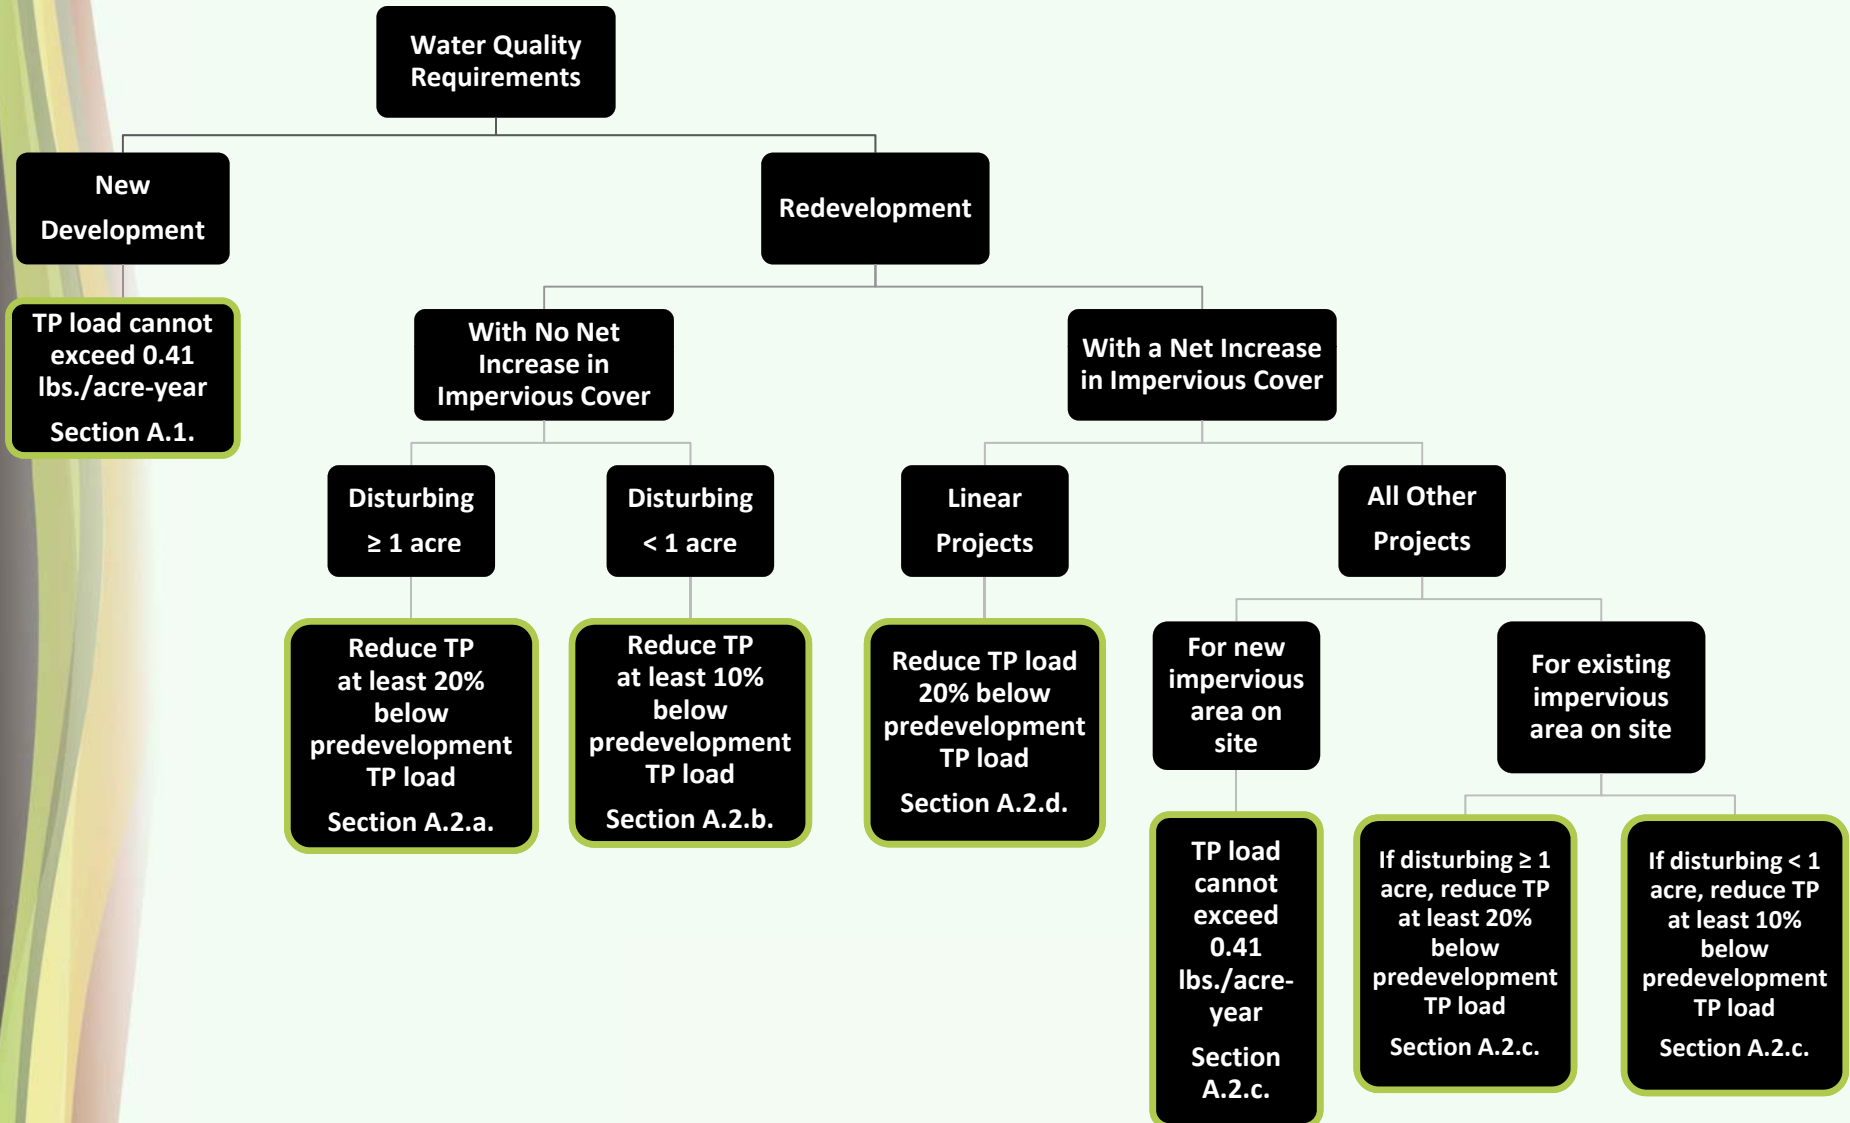 Water Quality
Requirements
New
Development
Redevelopment
TP load cannot
exceed 0.41
lbs./acre-year
Section A.1.
With No Net
Increase in
Impervious Cover
With a Net Increase
in Impervious Cover
Disturbing
≥ 1 acre
Disturbing
< 1 acre
Linear
Projects
All Other
Projects
Reduce TP
at least 20%
below
predevelopment
TP load
Section A.2.a.
Reduce TP
at least 10%
below
predevelopment
TP load
Section A.2.b.
Reduce TP load
20% below
predevelopment
TP load
Section A.2.d.
For new
impervious
area on
site
For existing
impervious
area on site
TP load
cannot
exceed
0.41
lbs./acre-
year
Section
A.2.c.
If disturbing ≥ 1
acre, reduce TP
at least 20%
below
predevelopment
TP load
Section A.2.c.
If disturbing < 1
acre, reduce TP
at least 10%
below
predevelopment
TP load
Section A.2.c.